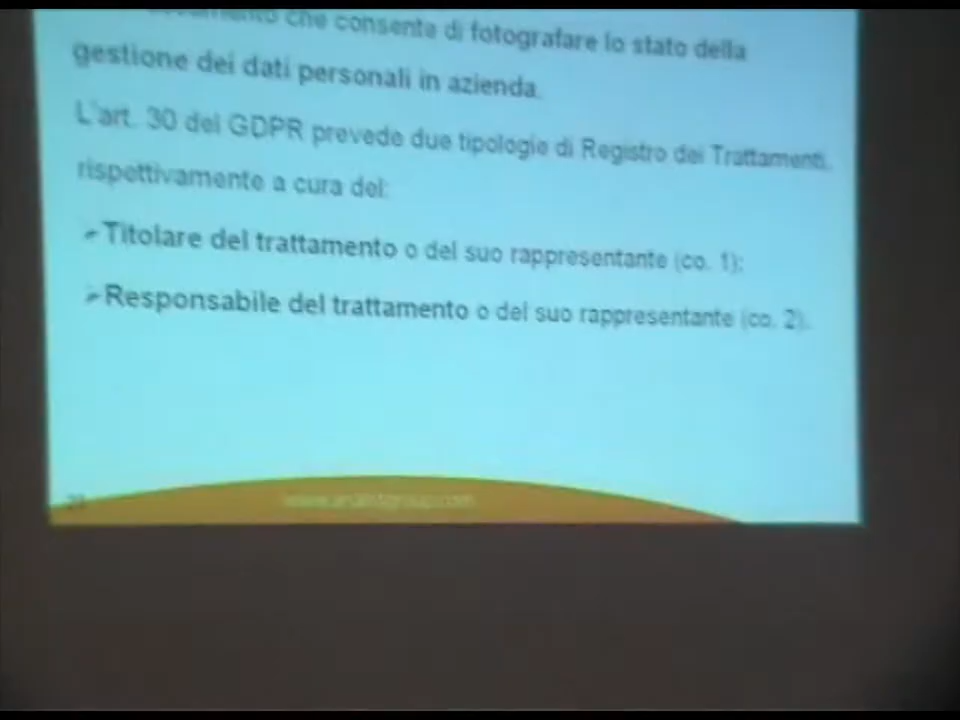 che consente di fotografare lo stato della
gestione dei dati personali in azienda.
L'art. 30 del GDPR prevede due tipologie di Registro dei Trattamenti,
rispettivamente a cura del:
➢Titolare del trattamento o del suo rappresentante (co. 1);
➢Responsabile del trattamento o del suo rappresentante (co. 2).